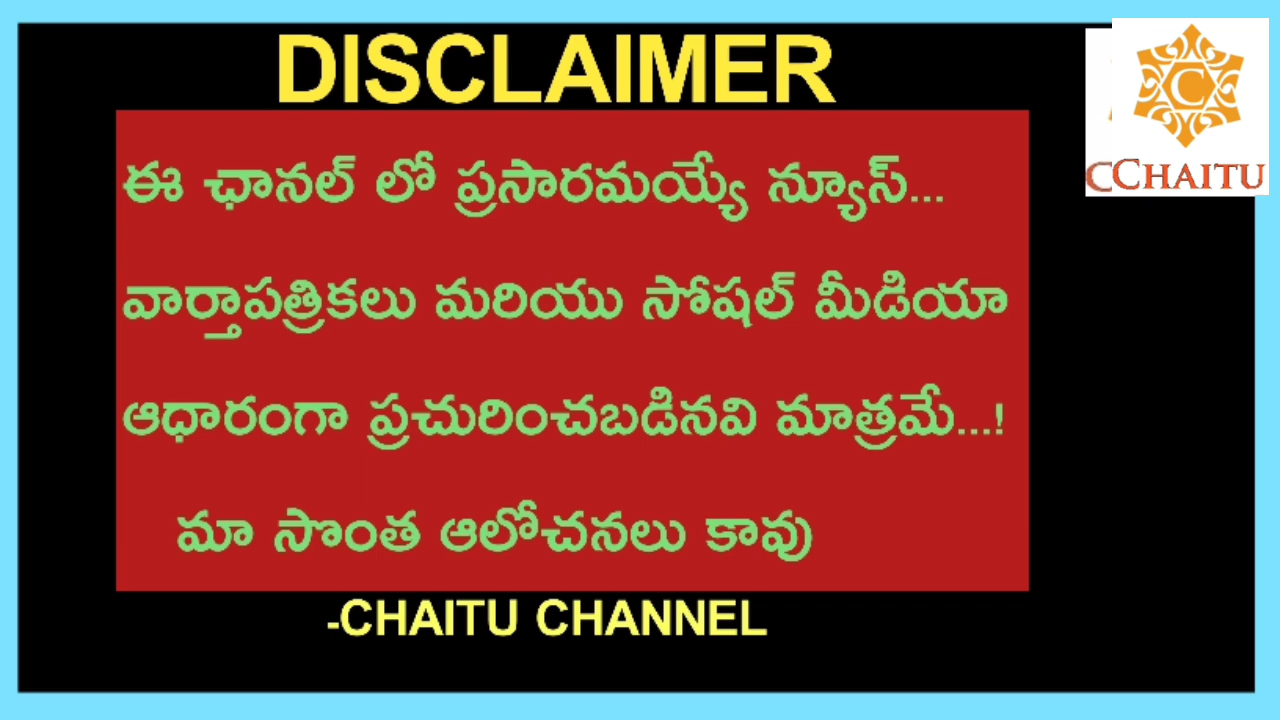 DISCLAIMER
ఈ ఛానల్ లో ప్రసారమయ్యే న్యూస్...
వార్తాపత్రికలు మరియు సోషల్ మీడియా
ఆధారంగా ప్రచురించబడినవి మాత్రమే...!
మా సొంత ఆలోచనలు కావు
-CHAITU CHANNEL
C
CCHAITU